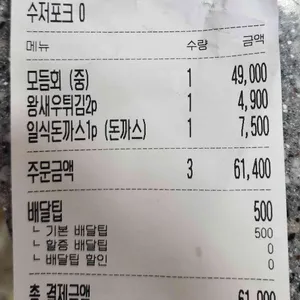 수저포크 0
메뉴 수량 금액
모듬회 (중) 1 49,000
왕새우튀김2p 1 4,900
일식돈까스1p (돈까스) 1 7,500
주문금액 3 61,400
배달팁 500
ㄴ 기본 배달팁 500
ㄴ 할증 배달팁 0
ㄴ 배달팁 할인 0
총 결제금액 61,900